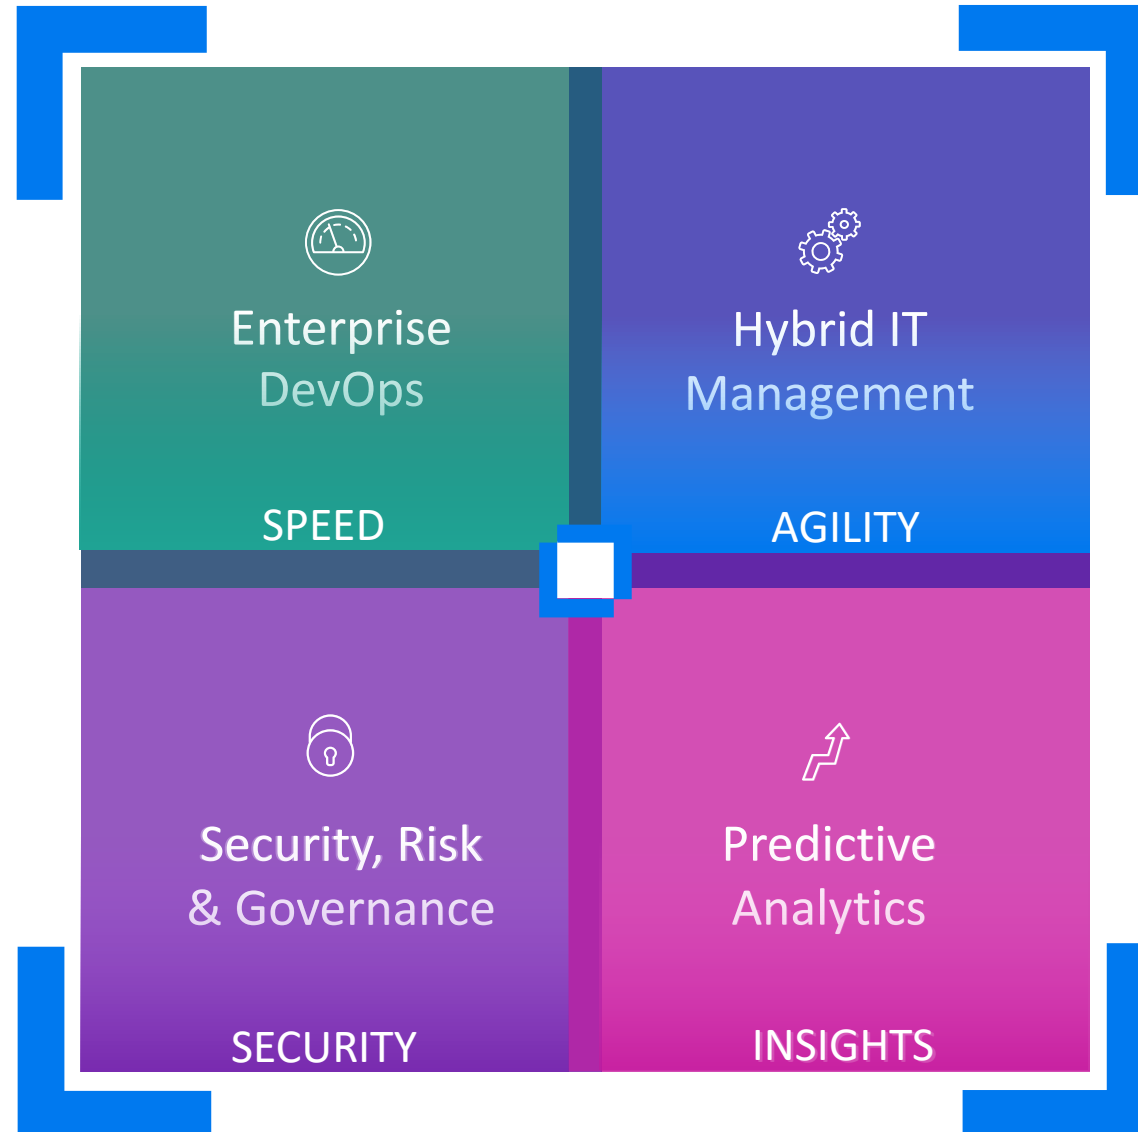 Enterprise
DevOps
SPEED
Hybrid IT
Management
AGILITY
Security, Risk
& Governance
SECURITY
Predictive
Analytics
INSIGHTS